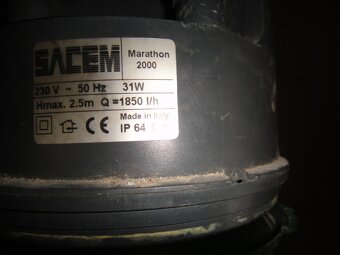 SACEM Marathon
2000
230 V ~ 50 Hz 31W
Hmax. 2.5m Q =1850 l/h
CE Made in Italy
IP 64